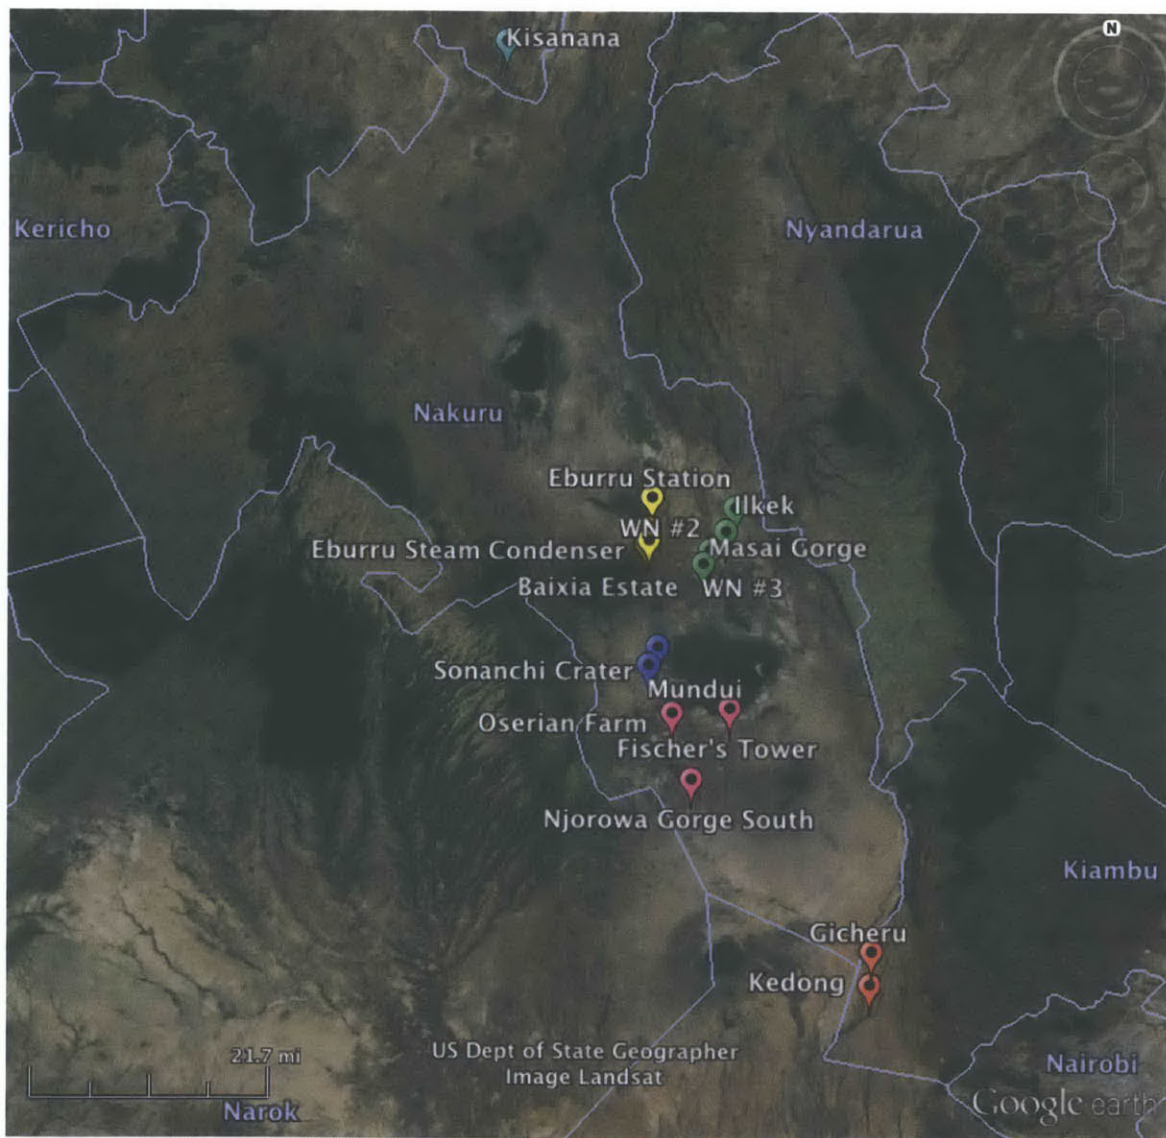 N
Kisanana
Kericho
Nyandarua
Nakuru
Eburru Station
Ilkek
WN #2
Eburru Steam Condenser
Masai Gorge
Baixia Estate
WN #3
Sonanchi Crater
Mundui
Oserian Farm
Fischer's Tower
Njorowa Gorge South
Kiambu
Gicheru
Kedong
21.7 mi
US Dept of State Geographer
Image Landsat
Nairobi
Narok
Google earth